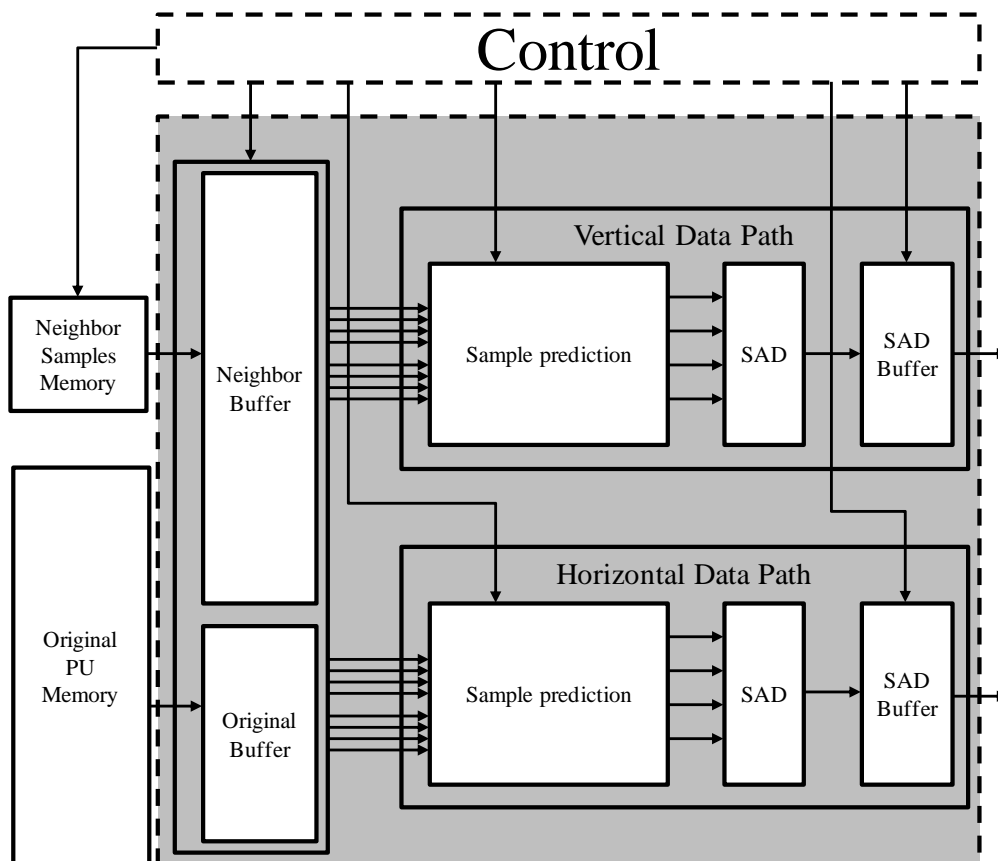 Control
Vertical Data Path
Neighbor
Samples
Memory
Neighbor
Buffer
Sample prediction
SAD
SAD
Buffer
Horizontal Data Path
Original
PU
Memory
Original
Buffer
Sample prediction
SAD
SAD
Buffer